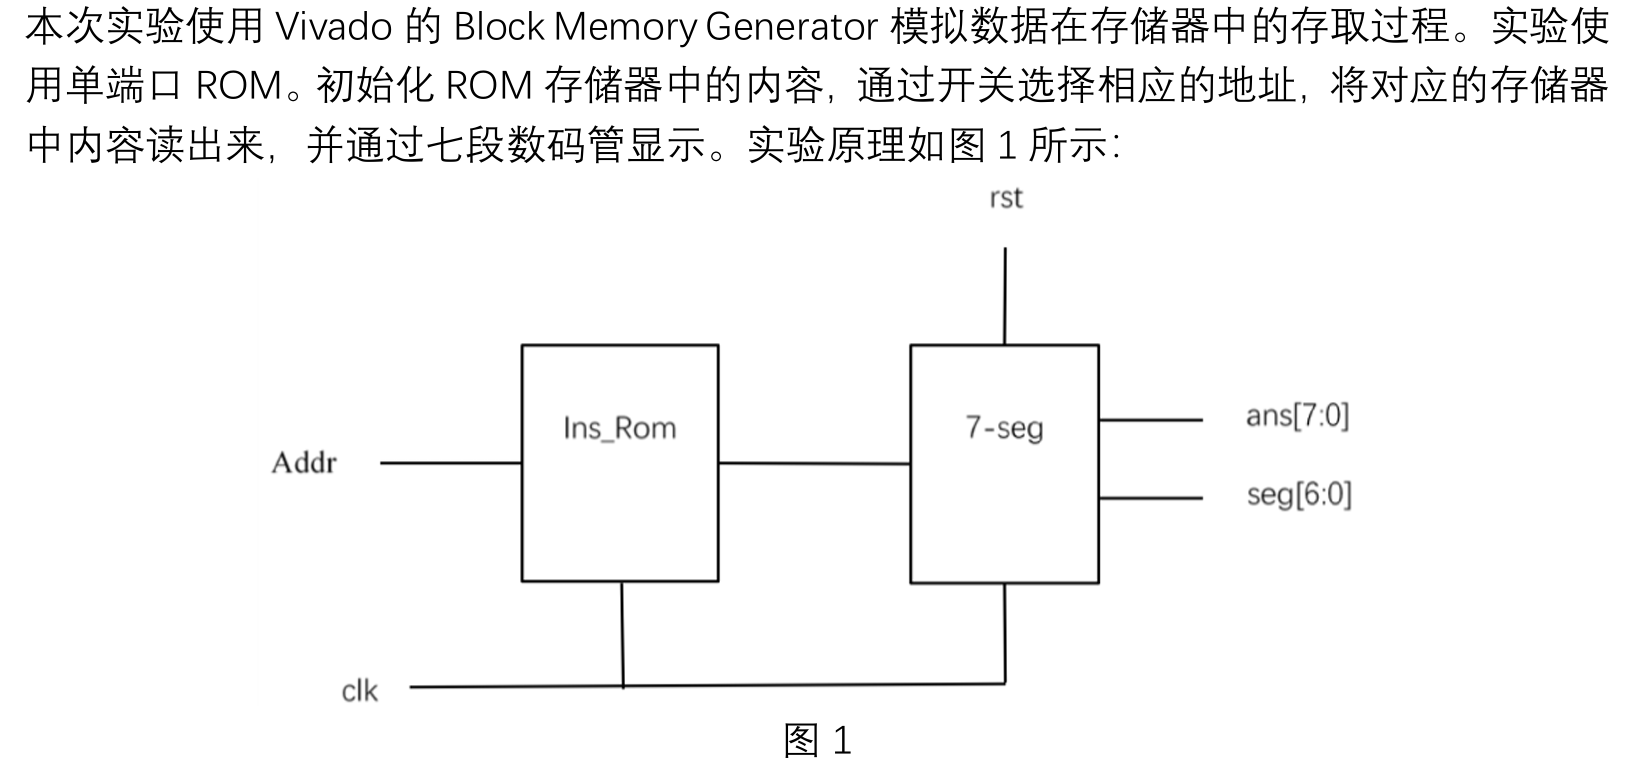 本次实验使用 Vivado 的 Block Memory Generator 模拟数据在存储器中的存取过程。实验使
用单端口 ROM。初始化 ROM 存储器中的内容，通过开关选择相应的地址，将对应的存储器
中内容读出来，并通过七段数码管显示。实验原理如图 1 所示：
rst
Ins_Rom
7-seg
ans[7:0]
Addr
seg[6:0]
clk
图 1